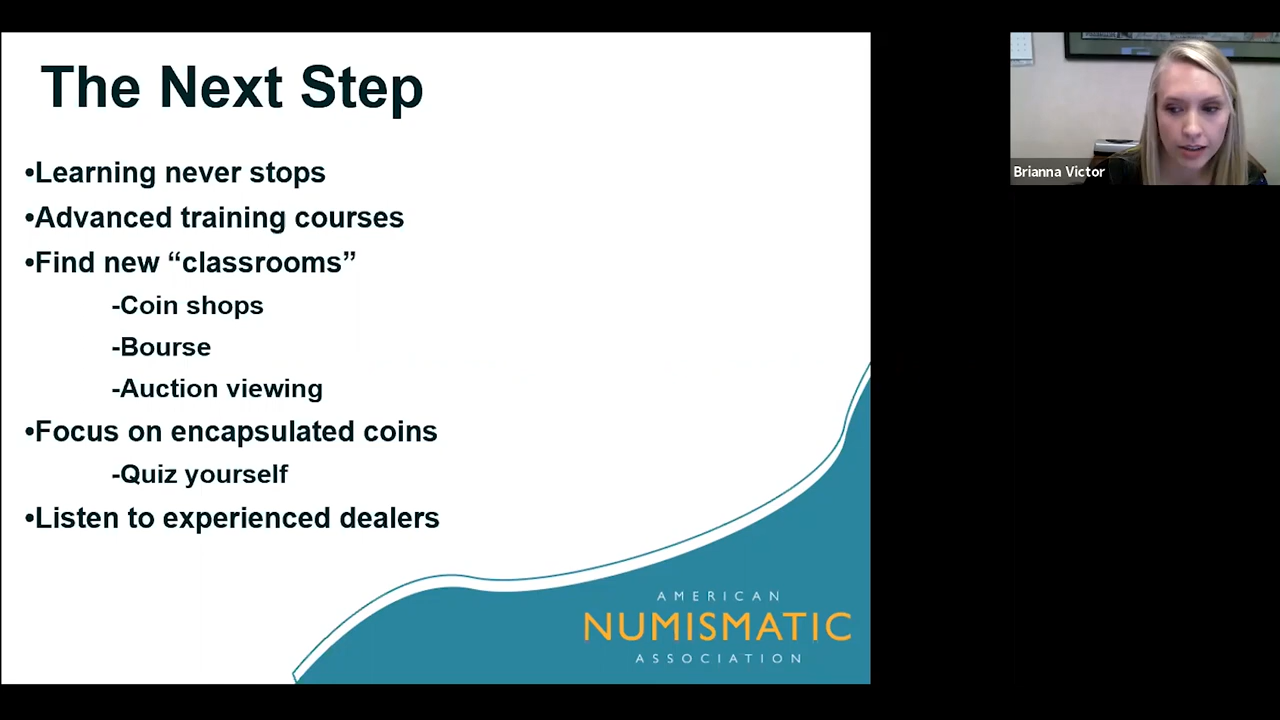 The Next Step
•Learning never stops
•Advanced training courses
•Find new “classrooms”
-Coin shops
-Bourse
-Auction viewing
•Focus on encapsulated coins
-Quiz yourself
•Listen to experienced dealers
AMERICAN
NUMISMATIC
ASSOCIATION
Brianna Victor